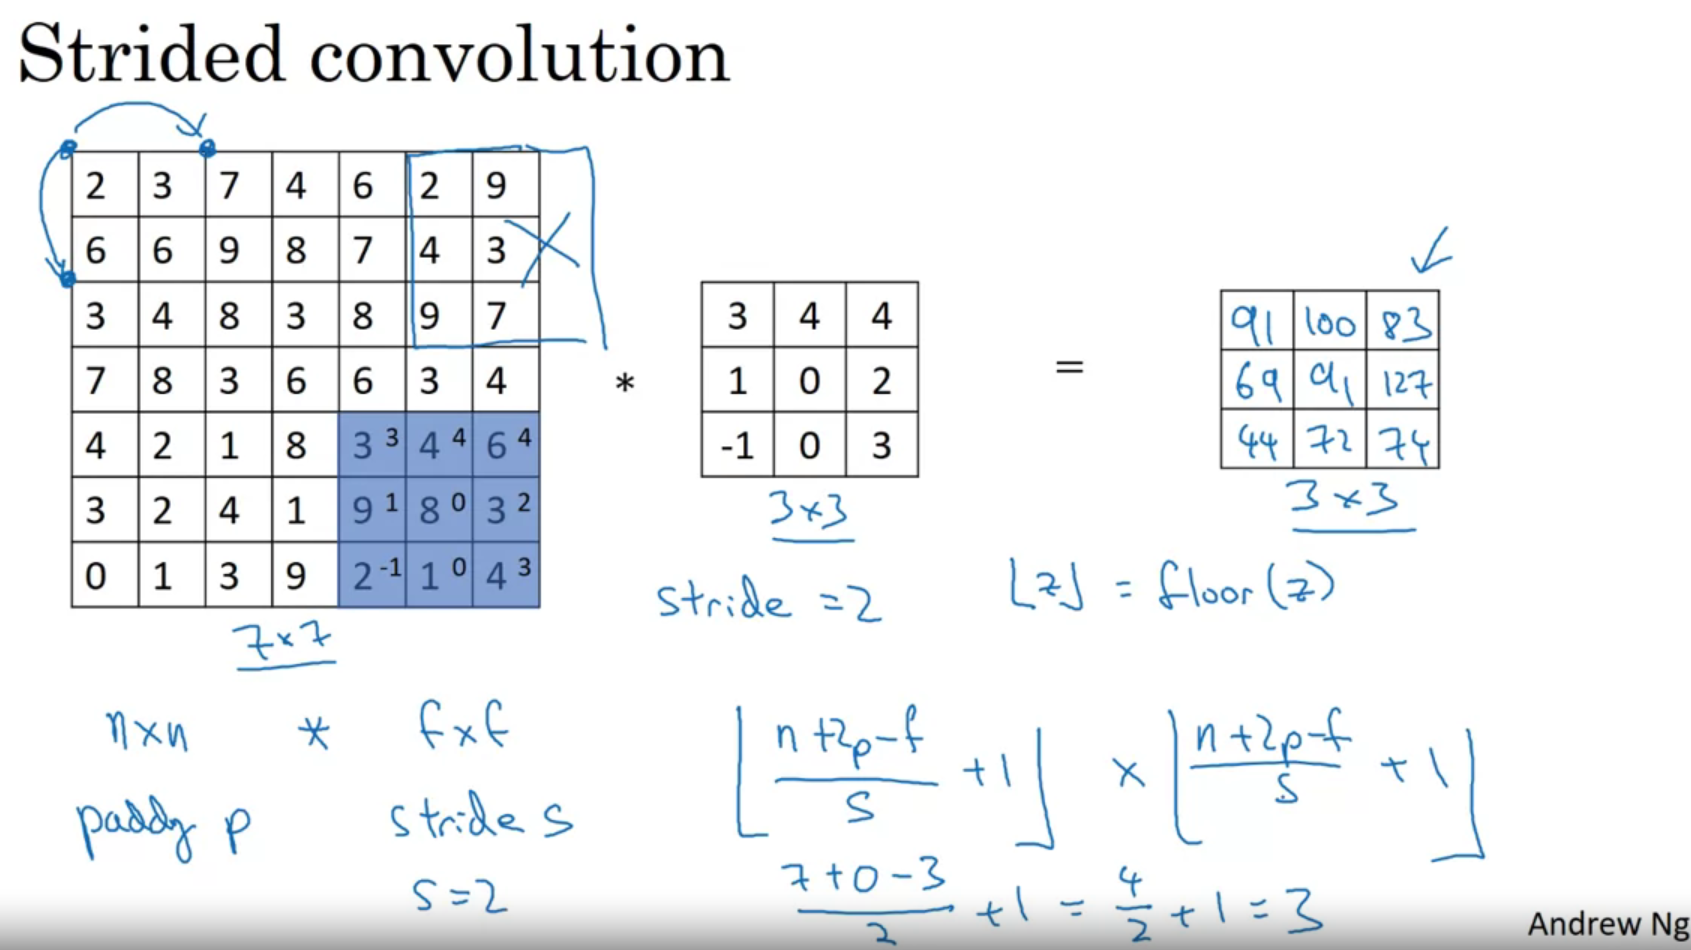 Strided convolution
2 3 7 4 6 2 9
6 6 9 8 7 4 3
3 4 8 3 8 9 7
7 8 3 6 6 3 4
4 2 1 8 3 3 4 4 6 4
3 2 4 1 9 1 8 0 3 2
0 1 3 9 2 -1 1 0 4 3
7×7
*
3 4 4
1 0 2
-1 0 3
3×3
stride = 2
=
91 100 83
69 91 127
44 72 74
3×3
⌊z⌋ = floor(z)
n×n * f×f
paddy p stride s
s=2
⌊(n+2p-f)/s + 1⌋ × ⌊(n+2p-f)/s + 1⌋
(7+0-3)/2 + 1 = 4/2 + 1 = 3
Andrew Ng